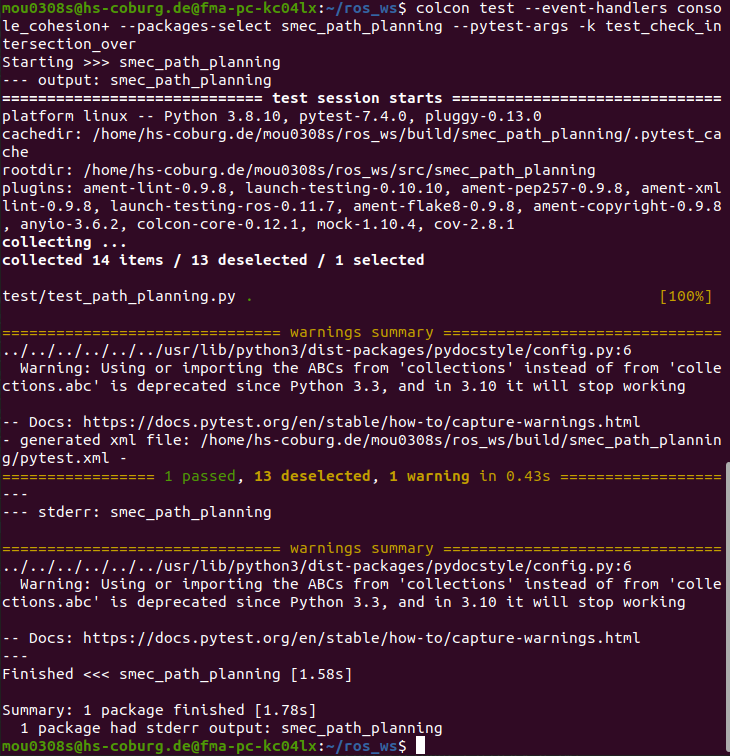 mou0308s@hs-coburg.de@fma-pc-kc04lx:~/ros_ws$ colcon test --event-handlers conso
le_cohesion+ --packages-select smec_path_planning --pytest-args -k test_check_in
tersection_over
Starting >>> smec_path_planning
--- output: smec_path_planning
============================= test session starts ==============================
platform linux -- Python 3.8.10, pytest-7.4.0, pluggy-0.13.0
cachedir: /home/hs-coburg.de/mou0308s/ros_ws/build/smec_path_planning/.pytest_ca
che
rootdir: /home/hs-coburg.de/mou0308s/ros_ws/src/smec_path_planning
plugins: ament-lint-0.9.8, launch-testing-0.10.10, ament-pep257-0.9.8, ament-xml
lint-0.9.8, launch-testing-ros-0.11.7, ament-flake8-0.9.8, ament-copyright-0.9.8
, anyio-3.6.2, colcon-core-0.12.1, mock-1.10.4, cov-2.8.1
collecting ...
collected 14 items / 13 deselected / 1 selected

test/test_path_planning.py .                                             [100%]

=============================== warnings summary ===============================
../../../../../../usr/lib/python3/dist-packages/pydocstyle/config.py:6
  Warning: Using or importing the ABCs from 'collections' instead of from 'colle
ctions.abc' is deprecated since Python 3.3, and in 3.10 it will stop working

-- Docs: https://docs.pytest.org/en/stable/how-to/capture-warnings.html
- generated xml file: /home/hs-coburg.de/mou0308s/ros_ws/build/smec_path_plannin
g/pytest.xml -
================= 1 passed, 13 deselected, 1 warning in 0.43s ==================
---
--- stderr: smec_path_planning

=============================== warnings summary ===============================
../../../../../../usr/lib/python3/dist-packages/pydocstyle/config.py:6
  Warning: Using or importing the ABCs from 'collections' instead of from 'colle
ctions.abc' is deprecated since Python 3.3, and in 3.10 it will stop working

-- Docs: https://docs.pytest.org/en/stable/how-to/capture-warnings.html
---
Finished <<< smec_path_planning [1.58s]

Summary: 1 package finished [1.78s]
  1 package had stderr output: smec_path_planning
mou0308s@hs-coburg.de@fma-pc-kc04lx:~/ros_ws$